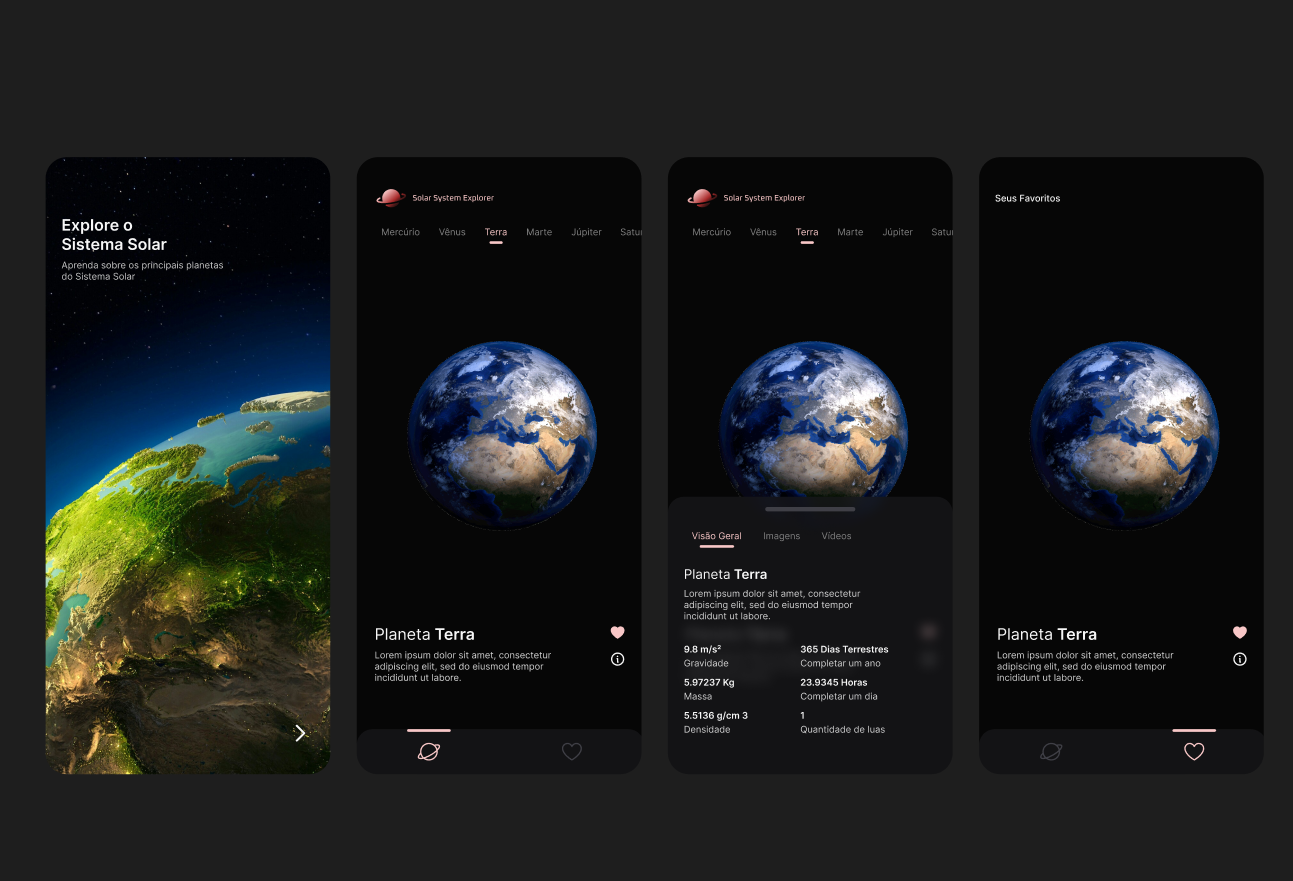 Explore o
Sistema Solar
Aprenda sobre os principais planetas
do Sistema Solar
Solar System Explorer
Mercúrio Vênus Terra Marte Júpiter Satur
Planeta Terra
Lorem ipsum dolor sit amet, consectetur
adipiscing elit, sed do eiusmod tempor
incididunt ut labore.
Solar System Explorer
Mercúrio Vênus Terra Marte Júpiter Satur
Visão Geral Imagens Vídeos
Planeta Terra
Lorem ipsum dolor sit amet, consectetur
adipiscing elit, sed do eiusmod tempor
incididunt ut labore.
9.8 m/s² 365 Dias Terrestres
Gravidade Completar um ano
5.97237 Kg 23.9345 Horas
Massa Completar um dia
5.5136 g/cm 3 1
Densidade Quantidade de luas
Seus Favoritos
Planeta Terra
Lorem ipsum dolor sit amet, consectetur
adipiscing elit, sed do eiusmod tempor
incididunt ut labore.